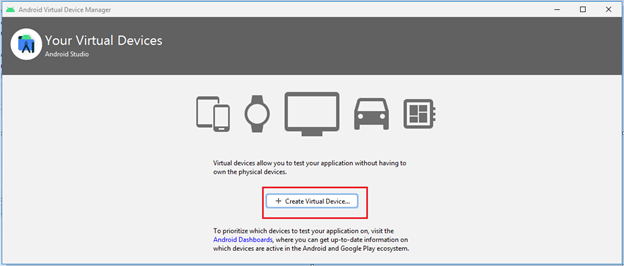 Android Virtual Device Manager
Your Virtual Devices
Android Studio
Virtual devices allow you to test your application without having to
own the physical devices.
+ Create Virtual Device...
To prioritize which devices to test your application on, visit the
Android Dashboards, where you can get up-to-date information on
which devices are active in the Android and Google Play ecosystem.